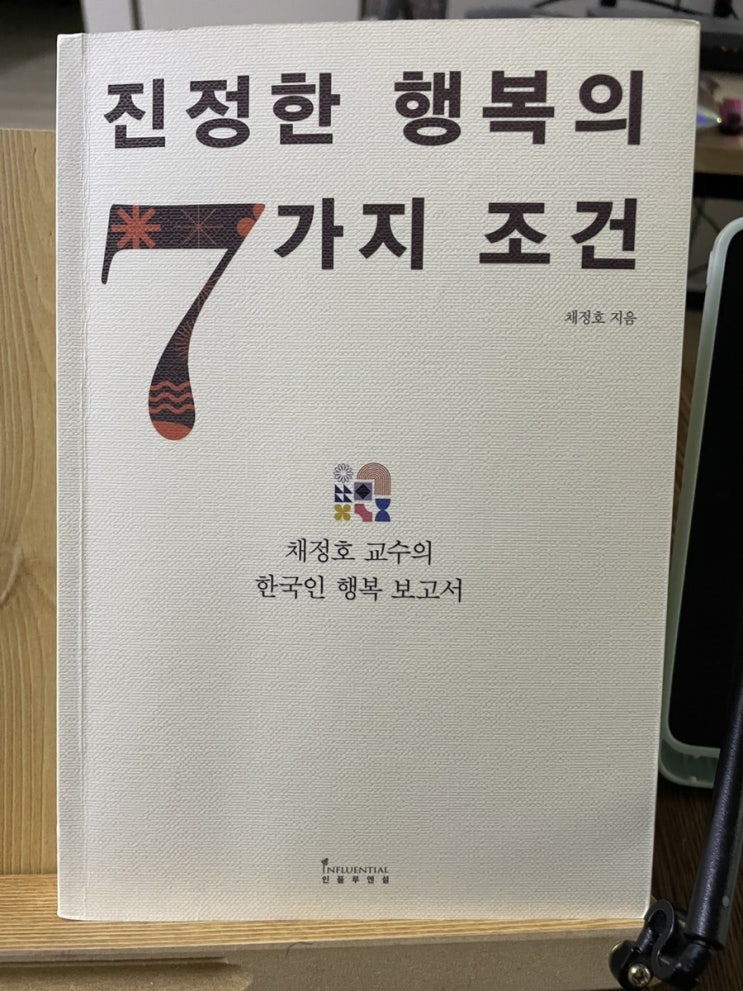 진정한 행복의
7가지 조건
채정호 지음
채정호 교수의
한국인 행복 보고서
INFLUENTIAL
인플루엔셜